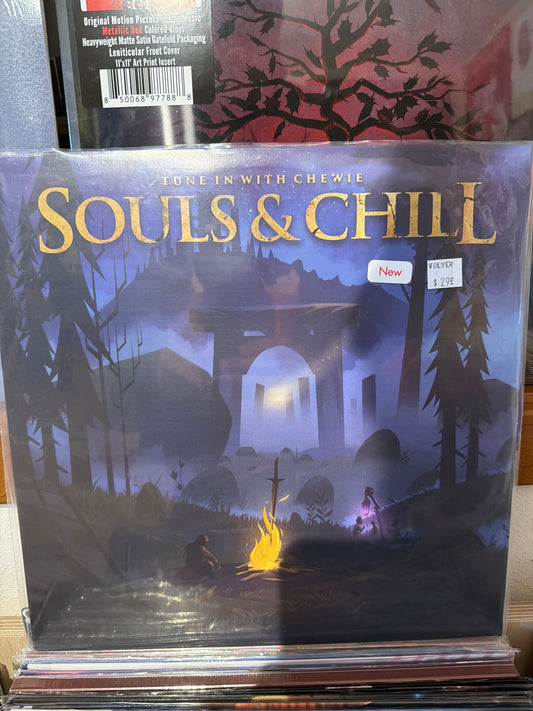 Original Motion Picture
Music
Metallic Red Colored Vinyl
Heavyweight Matte Satin Gatefold Packaging
Lenticular Front Cover
11"x11" Art Print Insert
8 50068 97788 8
TUNE IN WITH CHEWIE
SOULS & CHILL
New
VOLVER
$ 29